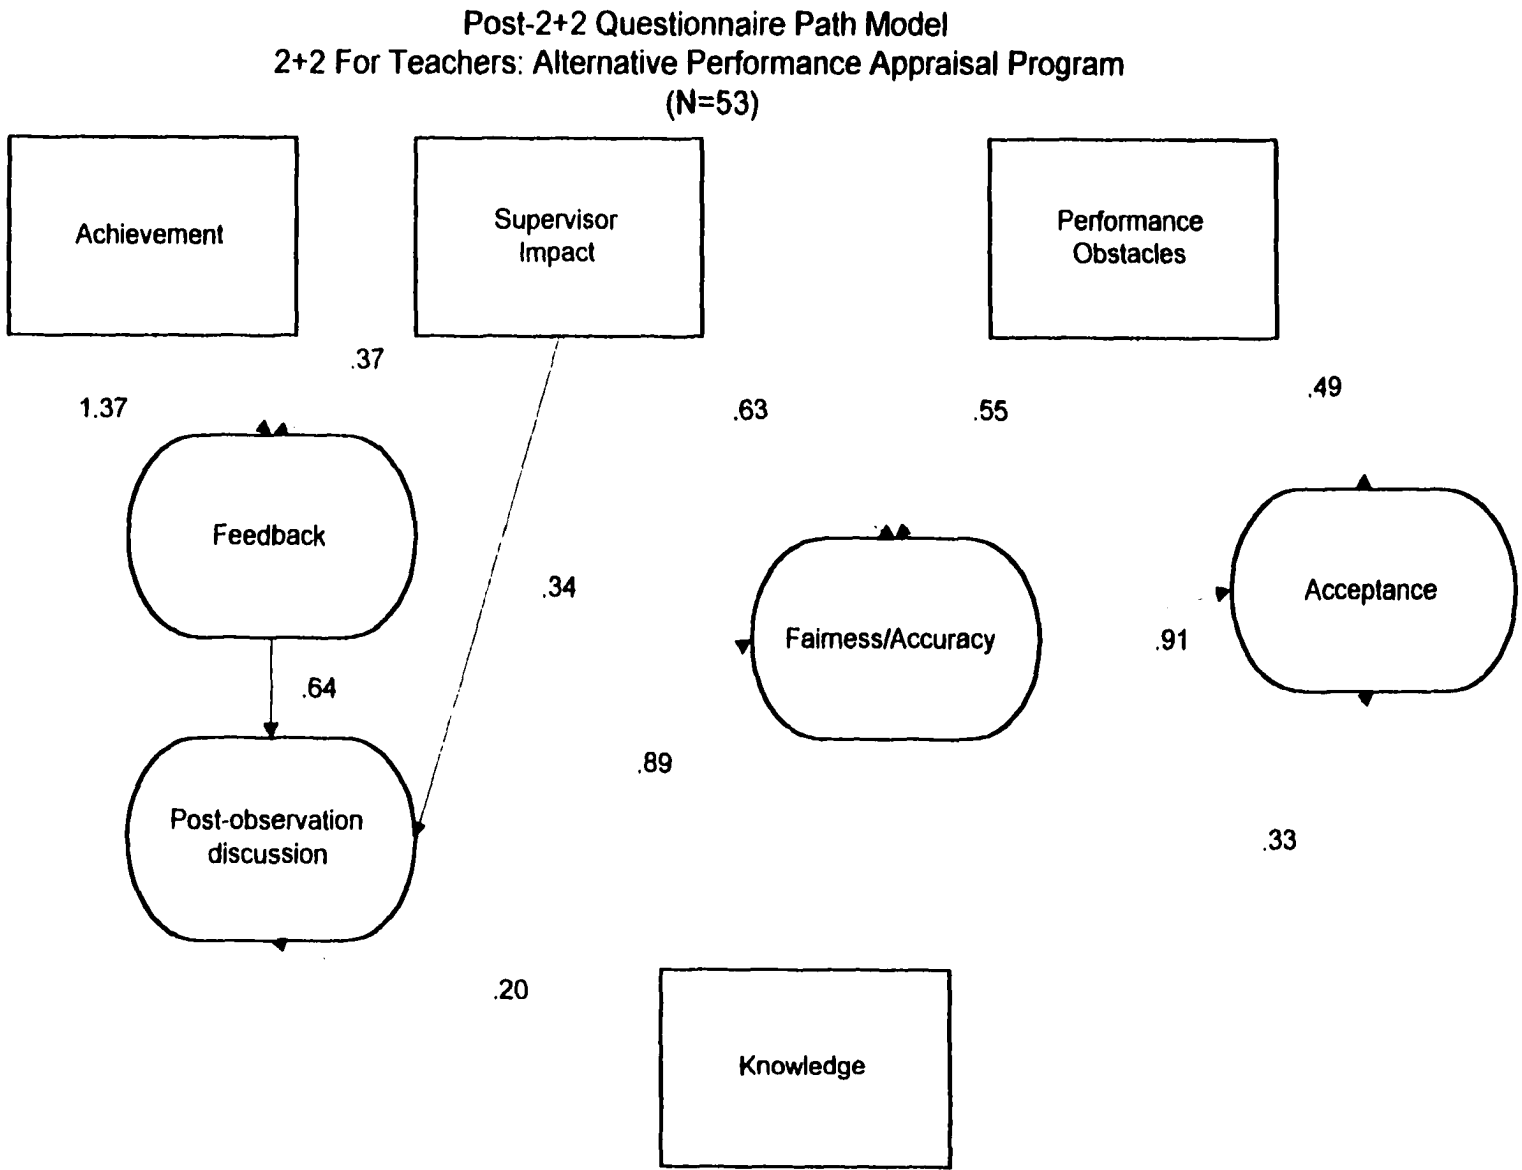 Post-2+2 Questionnaire Path Model
2+2 For Teachers: Alternative Performance Appraisal Program
(N=53)
Achievement
Supervisor
Impact
Performance
Obstacles
.37
1.37
.63
.55
.49
Feedback
.34
Fairness/Accuracy
.91
Acceptance
.64
.89
Post-observation
discussion
.33
.20
Knowledge